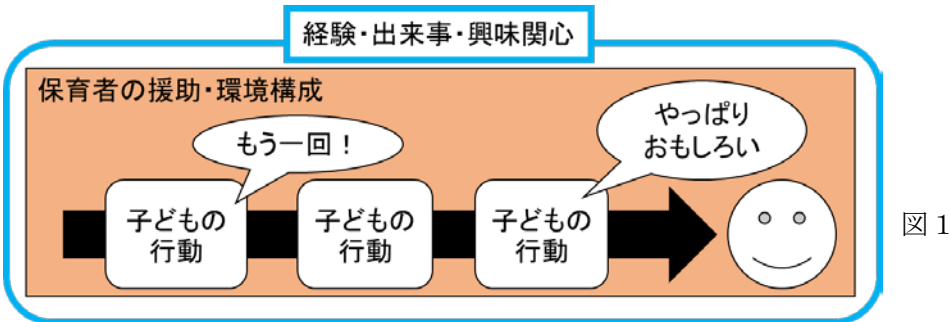 経験・出来事・興味関心
保育者の援助・環境構成
もう一回！
やっぱり
おもしろい
子どもの
行動
子どもの
行動
子どもの
行動
図 1